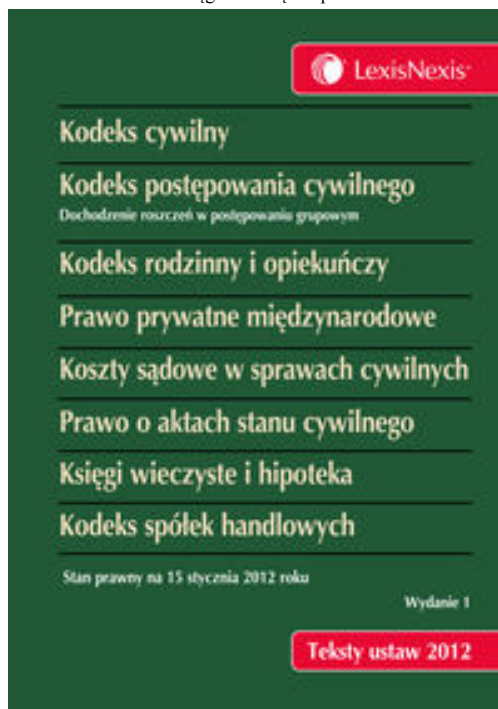 LexisNexis
Kodeks cywilny
Kodeks postępowania cywilnego
Dochodzenie roszczeń w postępowaniu grupowym
Kodeks rodzinny i opiekuńczy
Prawo prywatne międzynarodowe
Koszty sądowe w sprawach cywilnych
Prawo o aktach stanu cywilnego
Księgi wieczyste i hipoteka
Kodeks spółek handlowych
Stan prawny na 15 stycznia 2012 roku
Wydanie 1
Teksty ustaw 2012